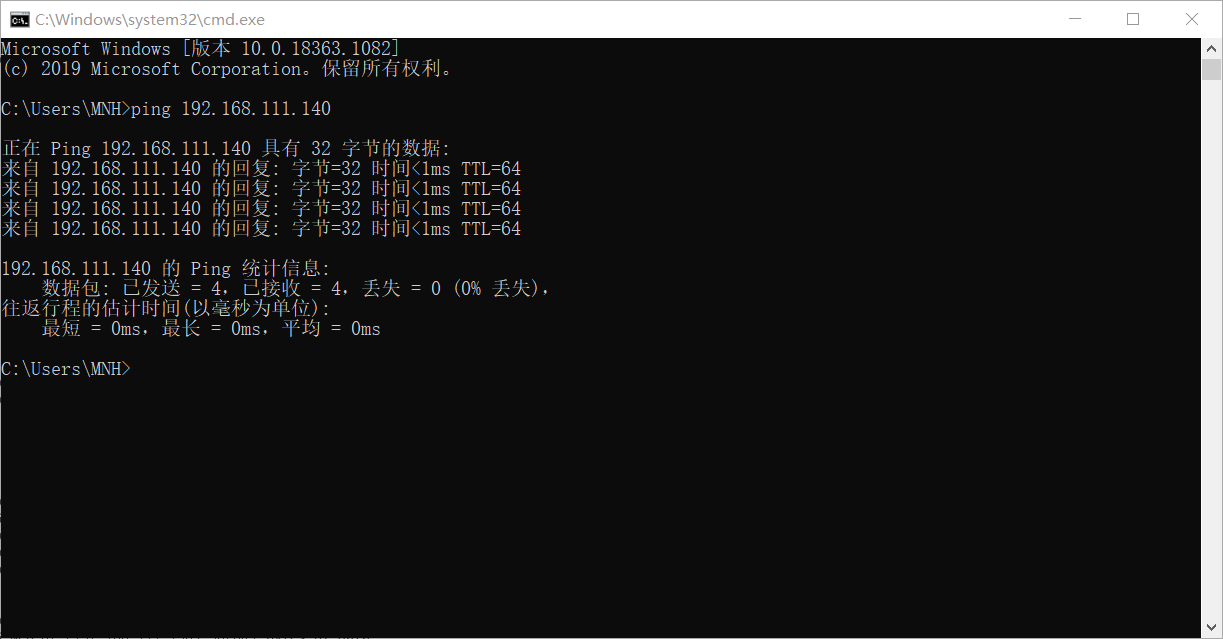 C:\Windows\system32\cmd.exe
Microsoft Windows [版本 10.0.18363.1082]
(c) 2019 Microsoft Corporation。保留所有权利。
C:\Users\MNH>ping 192.168.111.140
正在 Ping 192.168.111.140 具有 32 字节的数据:
来自 192.168.111.140 的回复: 字节=32 时间<1ms TTL=64
来自 192.168.111.140 的回复: 字节=32 时间<1ms TTL=64
来自 192.168.111.140 的回复: 字节=32 时间<1ms TTL=64
来自 192.168.111.140 的回复: 字节=32 时间<1ms TTL=64
192.168.111.140 的 Ping 统计信息:
数据包: 已发送 = 4，已接收 = 4，丢失 = 0 (0% 丢失)，
往返行程的估计时间(以毫秒为单位):
最短 = 0ms，最长 = 0ms，平均 = 0ms
C:\Users\MNH>